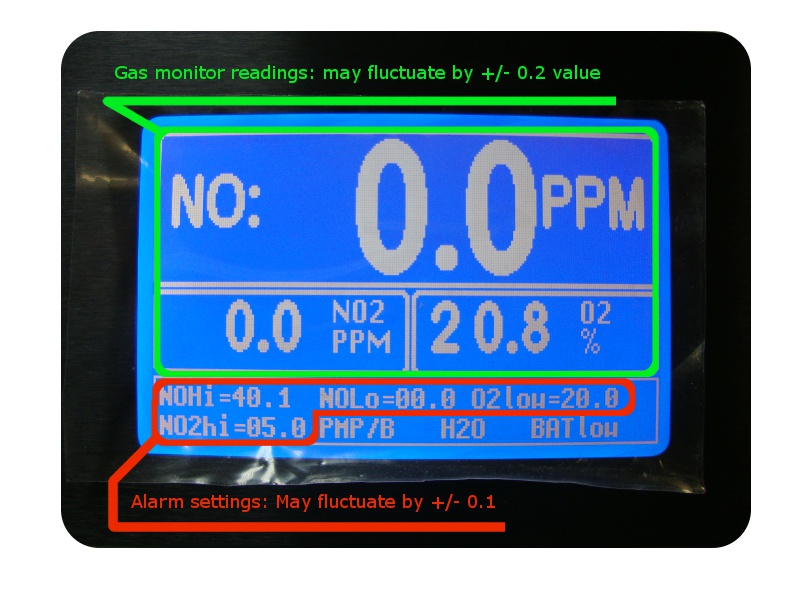 Gas monitor readings: may fluctuate by +/- 0.2 value
NO: 0.0 PPM
0.0 NO2 PPM 20.8 O2 %
NOHi=40.1 NOLo=00.0 O2low=20.0
NO2hi=05.0 PMP/B H2O BATlow
Alarm settings: May fluctuate by +/- 0.1